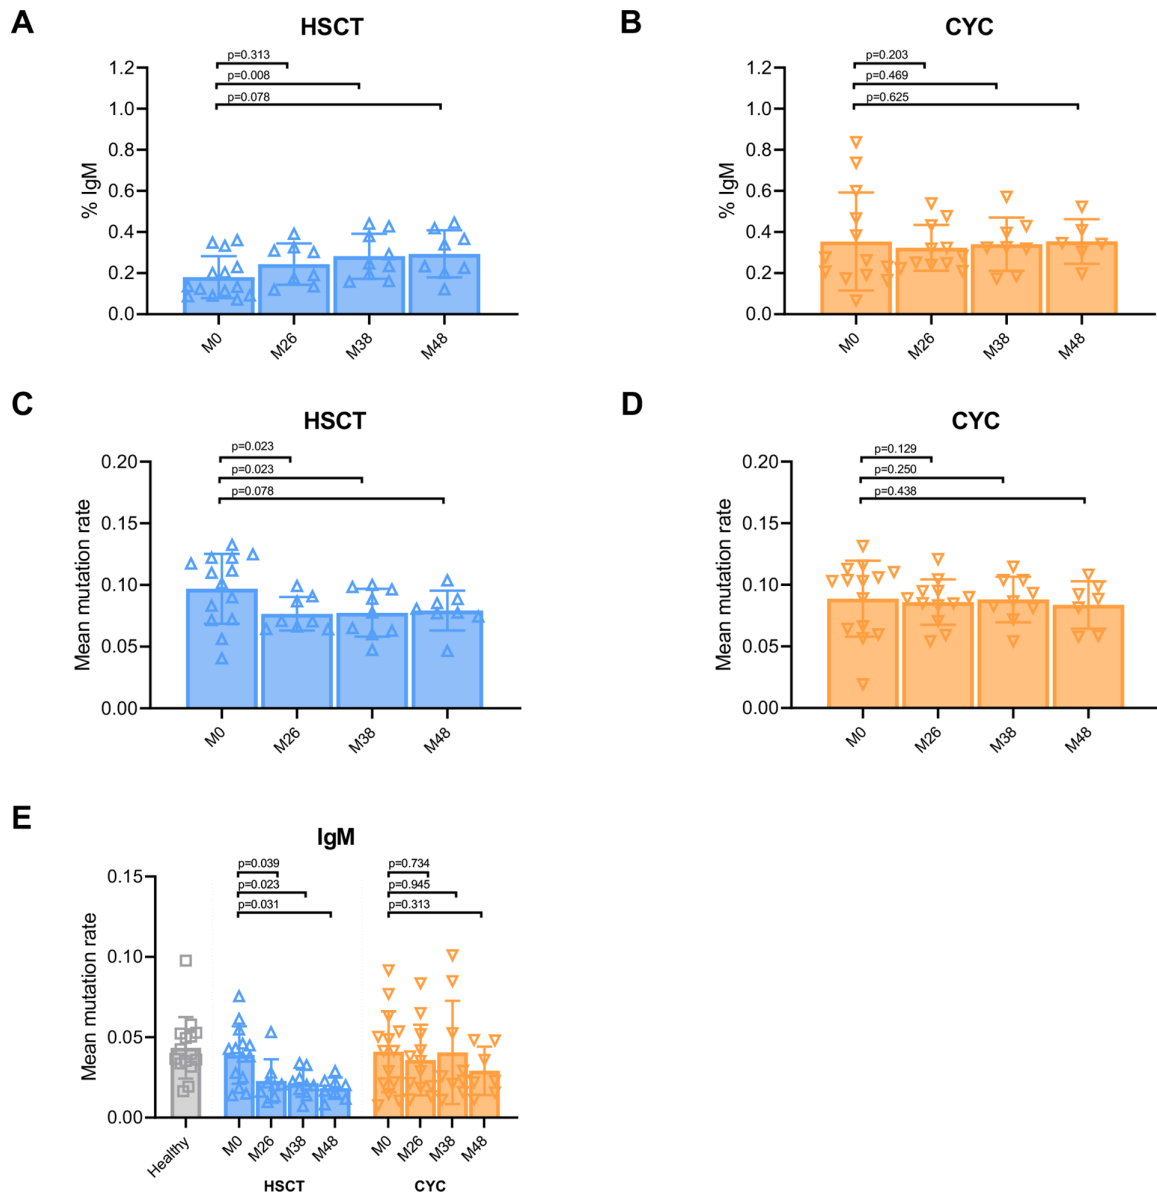 A
HSCT
p=0.313
p=0.008
p=0.078
1.2
1.0
0.8
0.6
0.4
0.2
0.0
% IgM
M0
M26
M38
M48
B
CYC
p=0.203
p=0.469
p=0.625
1.2
1.0
0.8
0.6
0.4
0.2
0.0
% IgM
M0
M26
M38
M48
C
HSCT
p=0.023
p=0.023
p=0.078
0.20
0.15
0.10
0.05
0.00
Mean mutation rate
M0
M26
M38
M48
D
CYC
p=0.129
p=0.250
p=0.438
0.20
0.15
0.10
0.05
0.00
Mean mutation rate
M0
M26
M38
M48
E
IgM
p=0.039
p=0.023
p=0.031
p=0.734
p=0.945
p=0.313
0.15
0.10
0.05
0.00
Mean mutation rate
Healthy
M0
M26
M38
M48
M0
M26
M38
M48
HSCT
CYC